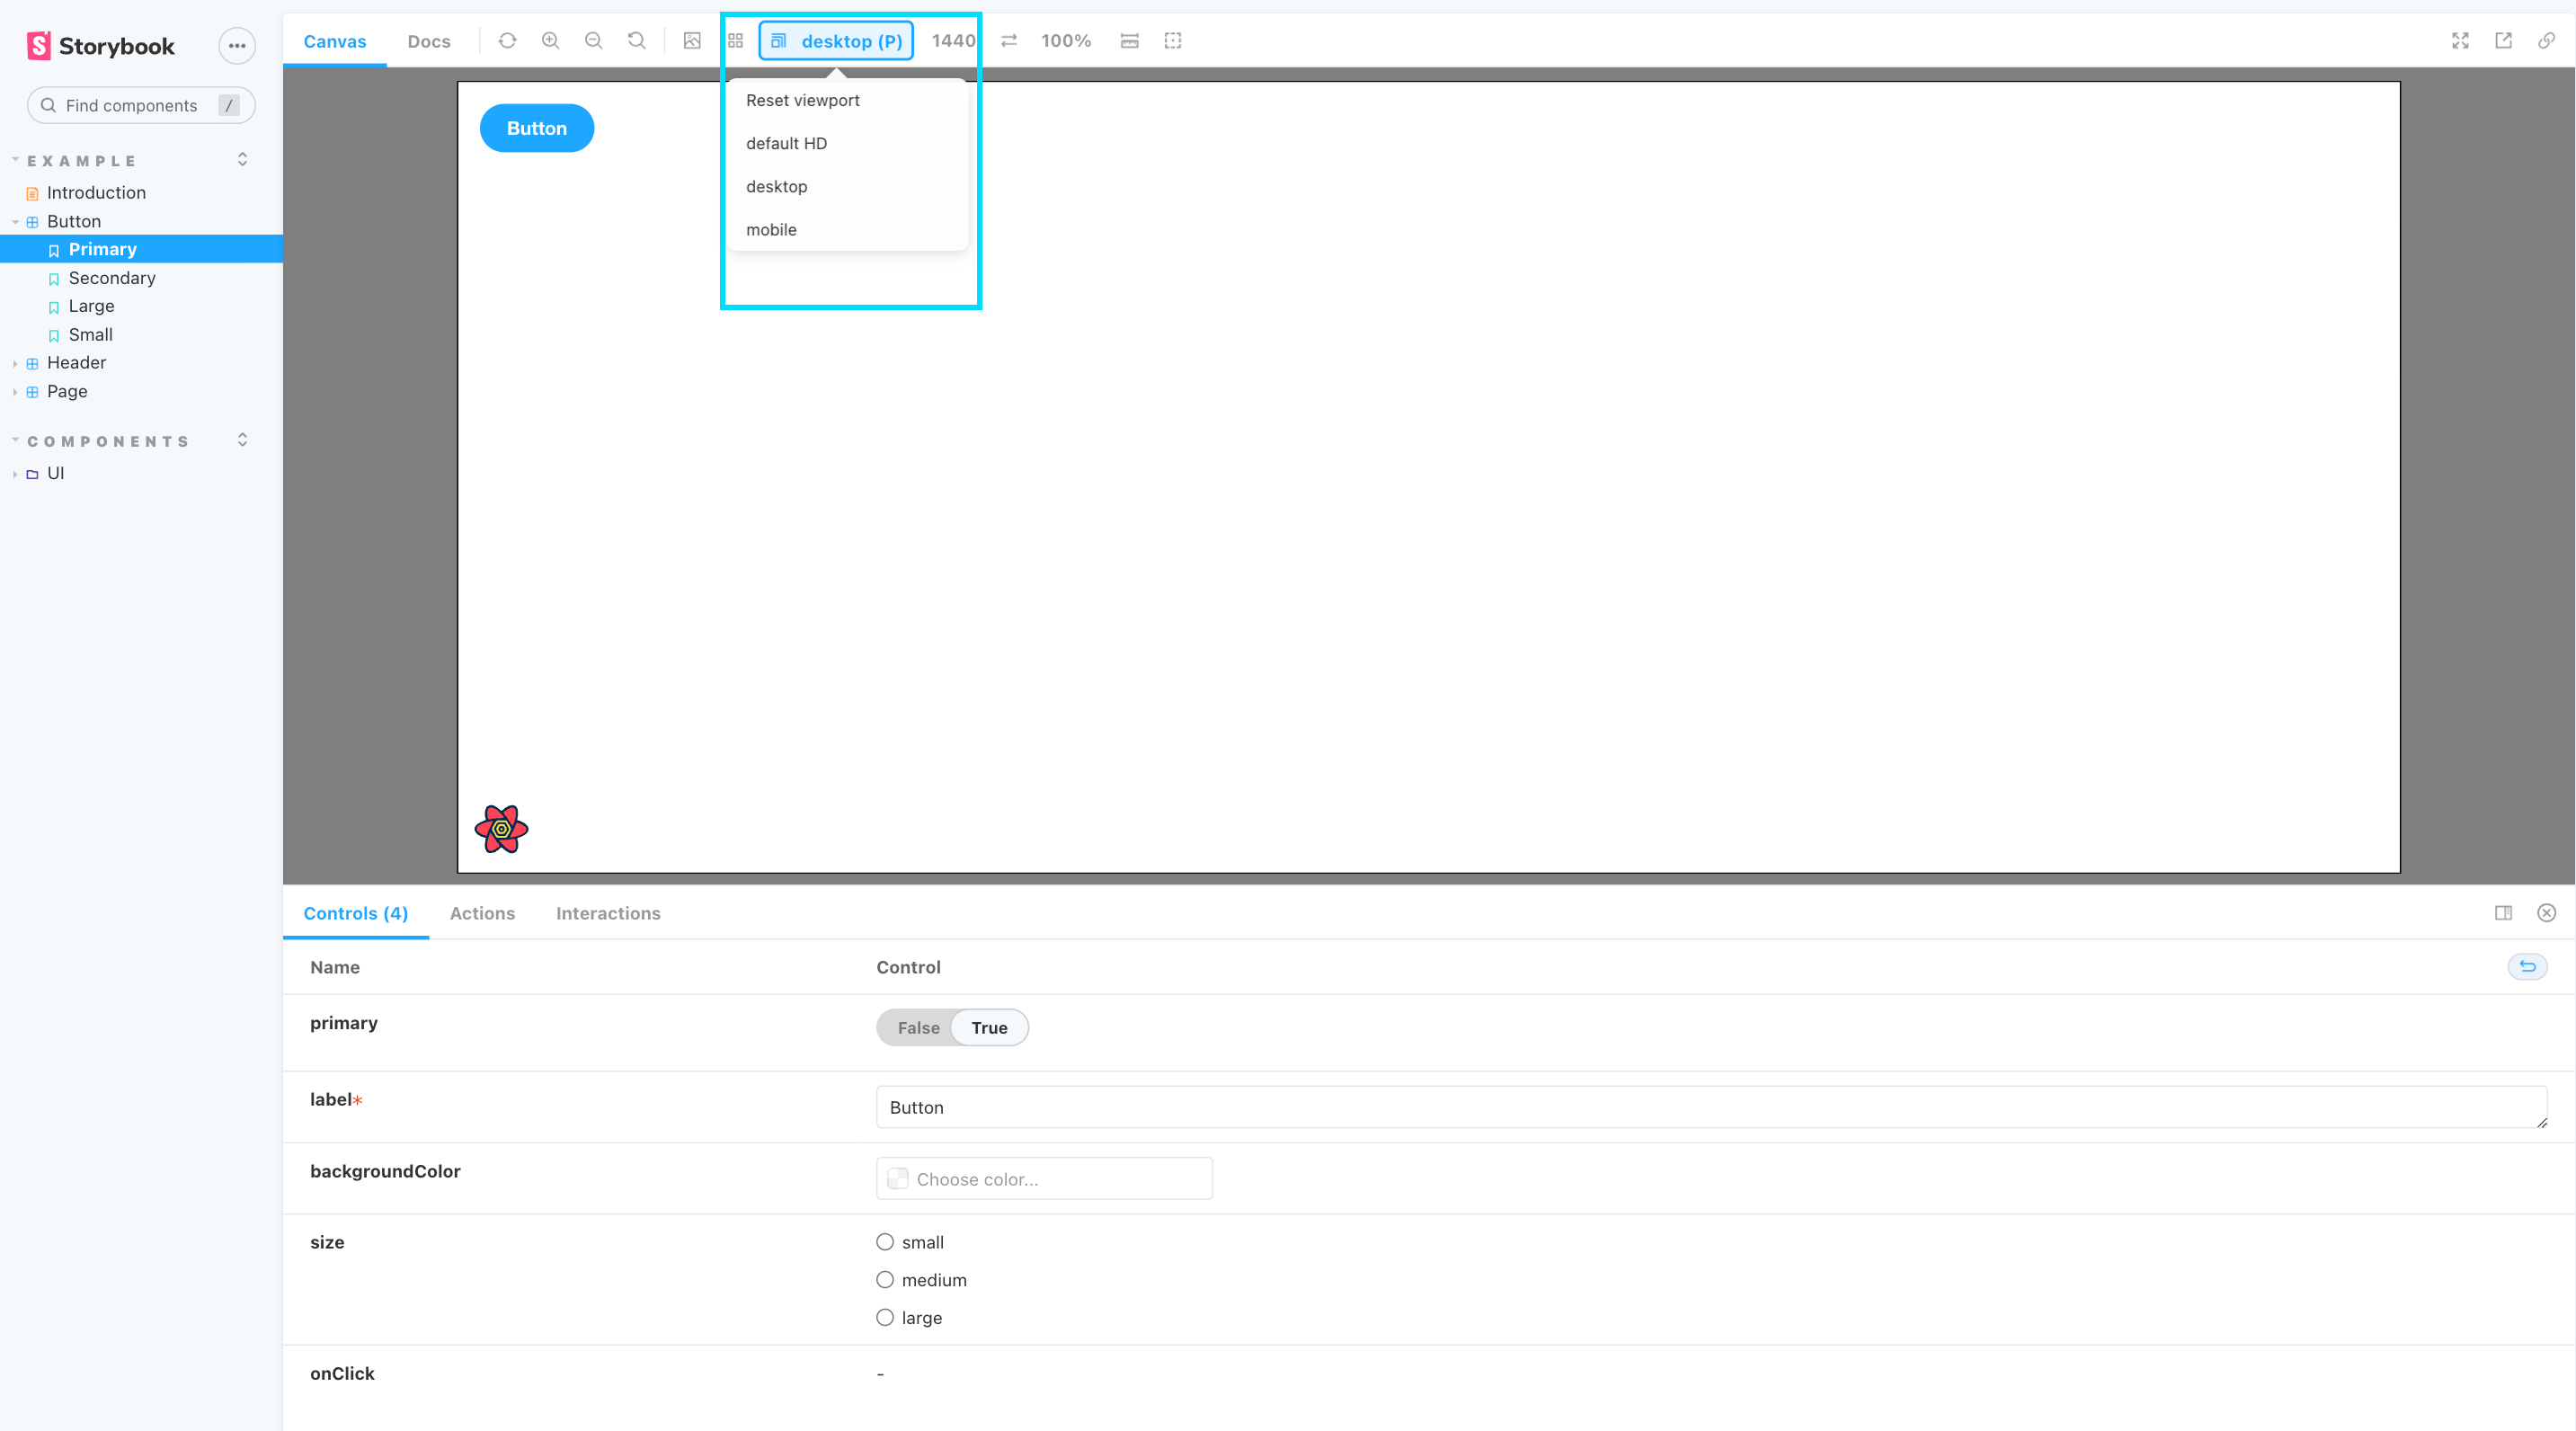 Storybook
Find components /
EXAMPLE
Introduction
Button
Primary
Secondary
Large
Small
Header
Page
COMPONENTS
UI
Canvas Docs desktop (P) 1440 100%
Reset viewport
default HD
desktop
mobile
Button
Controls (4) Actions Interactions
Name Control
primary False True
label* Button
backgroundColor Choose color...
size small
medium
large
onClick -